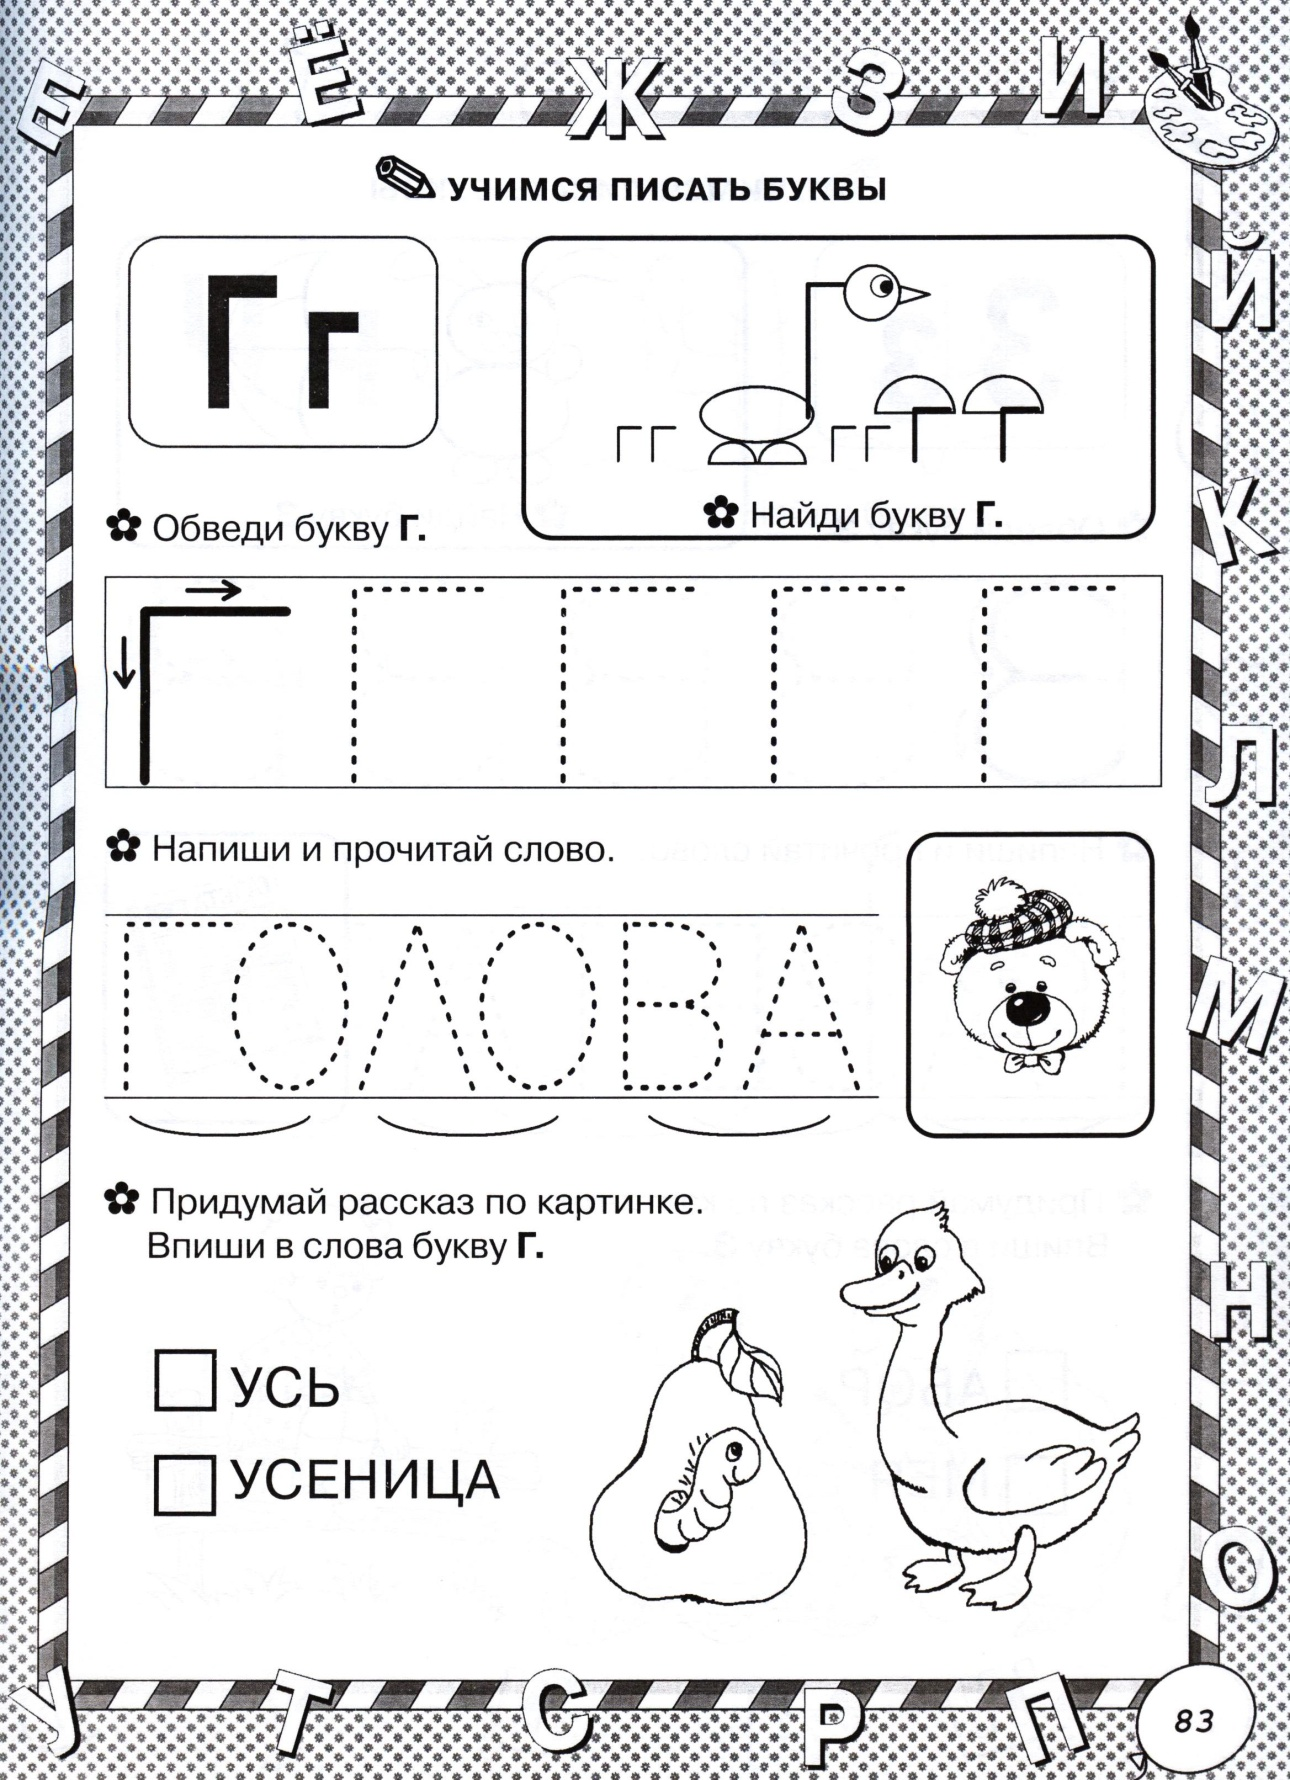 Е Ё Ж З И
УЧИМСЯ ПИСАТЬ БУКВЫ
Г г
Найди букву Г.
Обведи букву Г.
Г Г Г Г Г
Напиши и прочитай слово.
ГОЛОВА
Придумай рассказ по картинке.
Впиши в слова букву Г.
УСЬ
УСЕНИЦА
Й
К
Л
М
Н
О
У Т С Р П
83